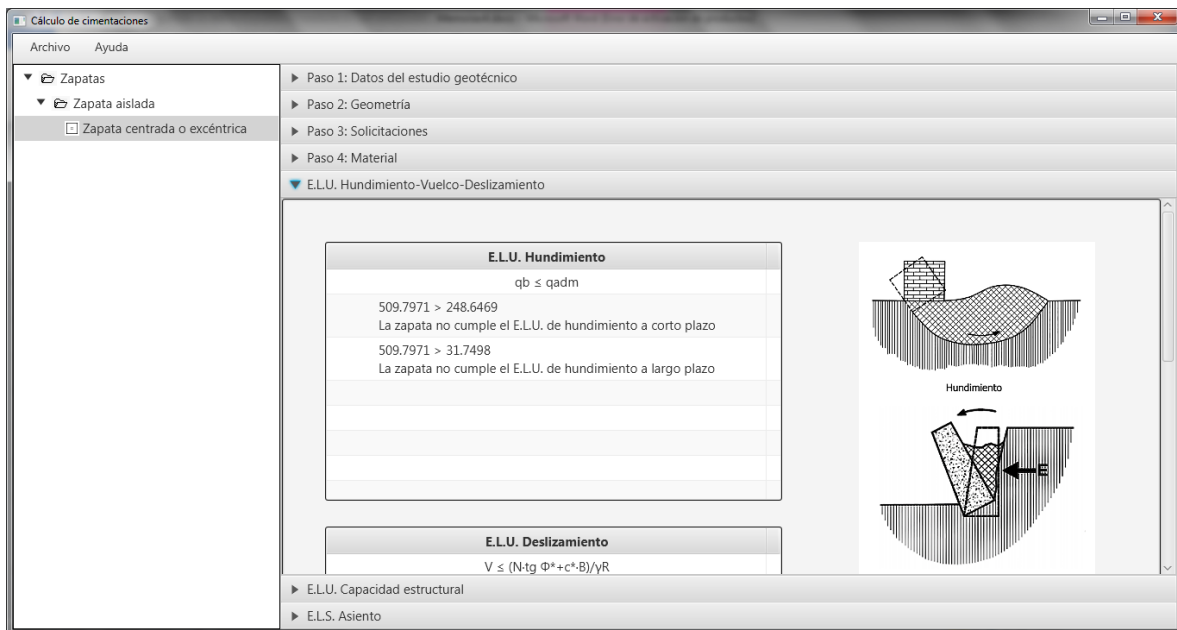 Cálculo de cimentaciones
Archivo Ayuda
Zapatas
Zapata aislada
Zapata centrada o excéntrica
Paso 1: Datos del estudio geotécnico
Paso 2: Geometría
Paso 3: Solicitaciones
Paso 4: Material
E.L.U. Hundimiento-Vuelco-Deslizamiento
E.L.U. Hundimiento
qb ≤ qadm
509.7971 > 248.6469
La zapata no cumple el E.L.U. de hundimiento a corto plazo
509.7971 > 31.7498
La zapata no cumple el E.L.U. de hundimiento a largo plazo
Hundimiento
E
E.L.U. Deslizamiento
V ≤ (N·tg Φ*+c*·B)/γR
E.L.U. Capacidad estructural
E.L.S. Asiento